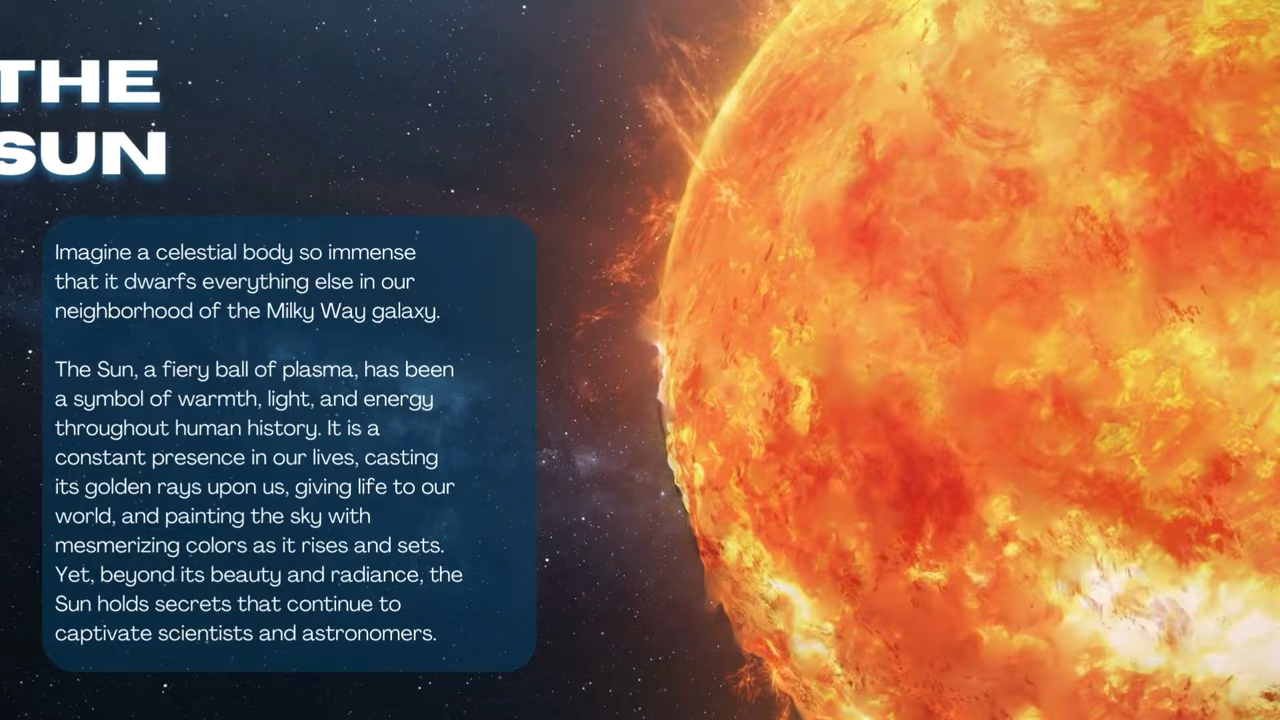 THE
SUN
Imagine a celestial body so immense
that it dwarfs everything else in our
neighborhood of the Milky Way galaxy.
The Sun, a fiery ball of plasma, has been
a symbol of warmth, light, and energy
throughout human history. It is a
constant presence in our lives, casting
its golden rays upon us, giving life to our
world, and painting the sky with
mesmerizing colors as it rises and sets.
Yet, beyond its beauty and radiance, the
Sun holds secrets that continue to
captivate scientists and astronomers.